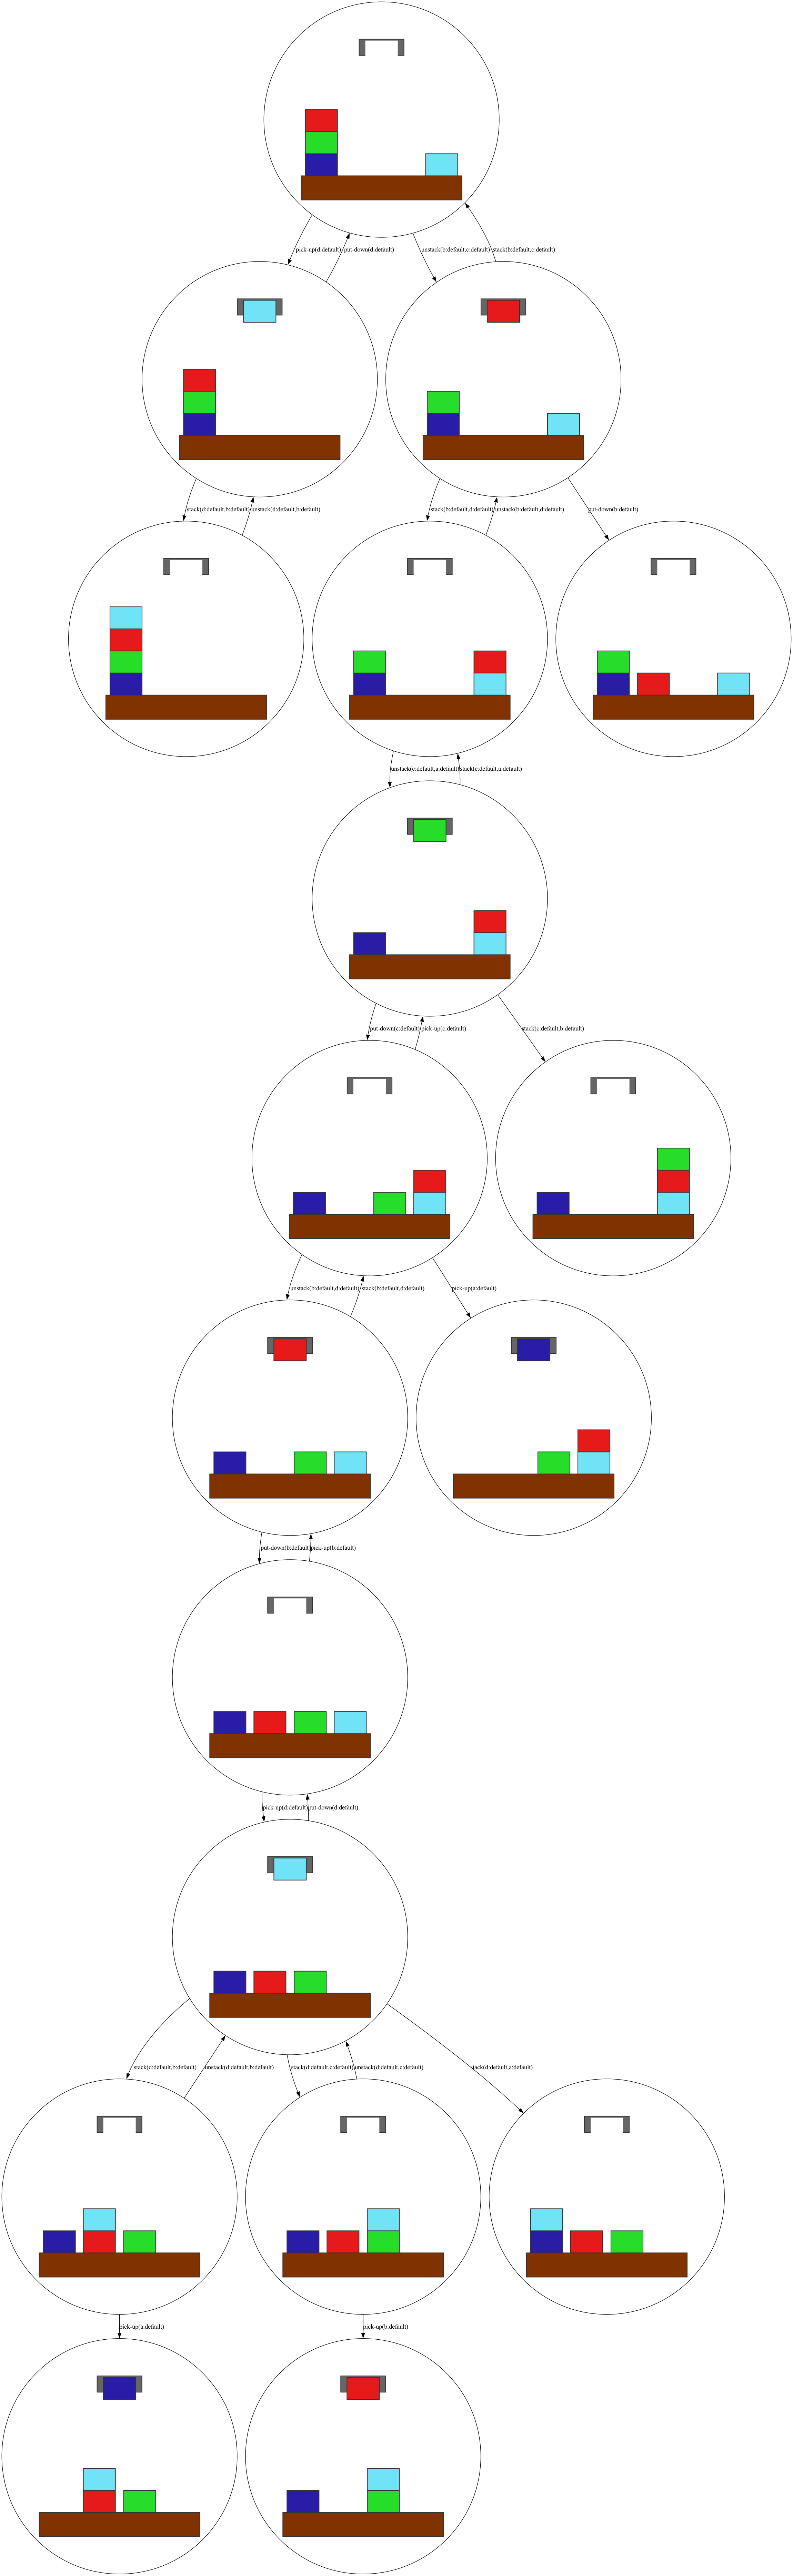 pick-up(d:default)
put-down(d:default)
unstack(b:default,c:default)
stack(b:default,c:default)
stack(d:default,b:default)
unstack(d:default,b:default)
stack(b:default,d:default)
unstack(b:default,d:default)
put-down(b:default)
unstack(c:default,a:default)
stack(c:default,a:default)
put-down(c:default)
pick-up(c:default)
stack(c:default,b:default)
unstack(b:default,d:default)
stack(b:default,d:default)
pick-up(a:default)
put-down(b:default)
pick-up(b:default)
pick-up(d:default)
put-down(d:default)
stack(d:default,b:default)
unstack(d:default,b:default)
stack(d:default,c:default)
unstack(d:default,c:default)
stack(d:default,a:default)
pick-up(a:default)
pick-up(b:default)